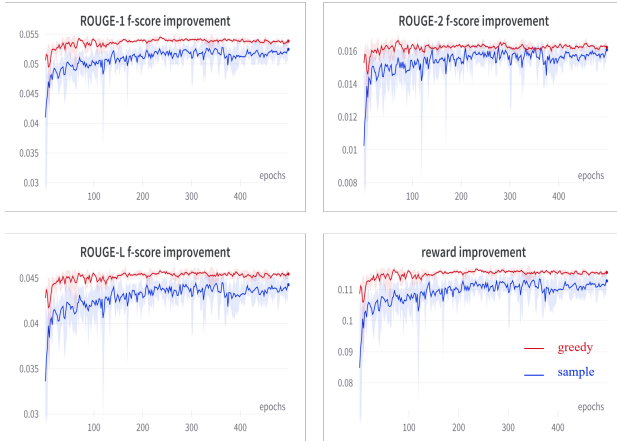 ROUGE-1 f-score improvement
0.055
0.05
0.045
0.04
0.035
0.03
epochs
100 200 300 400
ROUGE-2 f-score improvement
0.016
0.014
0.012
0.01
0.008
epochs
100 200 300 400
ROUGE-L f-score improvement
0.045
0.04
0.035
0.03
epochs
100 200 300 400
reward improvement
0.11
0.1
0.09
0.08
greedy
sample
epochs
100 200 300 400